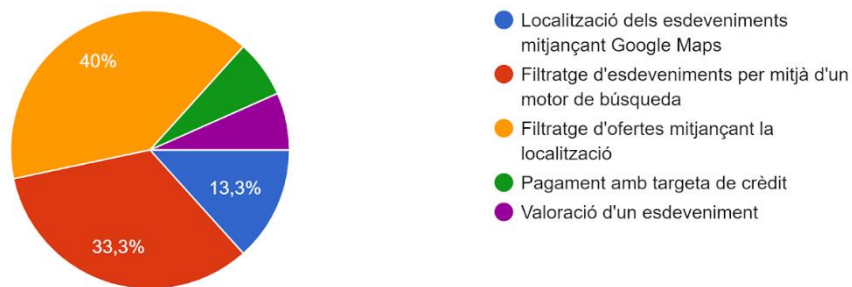 40%
13,3%
33,3%
Localització dels esdeveniments
mitjançant Google Maps
Filtratge d'esdeveniments per mitjà d'un
motor de búsqueda
Filtratge d'ofertes mitjançant la
localització
Pagament amb targeta de crèdit
Valoració d'un esdeveniment